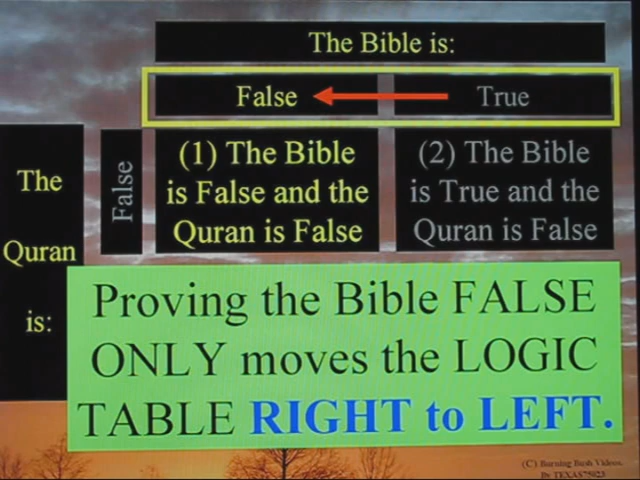 The Bible is:
False
True
The
Quran
is:
False
(1) The Bible
is False and the
Quran is False
(2) The Bible
is True and the
Quran is False
Proving the Bible FALSE
ONLY moves the LOGIC
TABLE RIGHT to LEFT.
(C) Burning Bush Videos.
By TEXAS75023